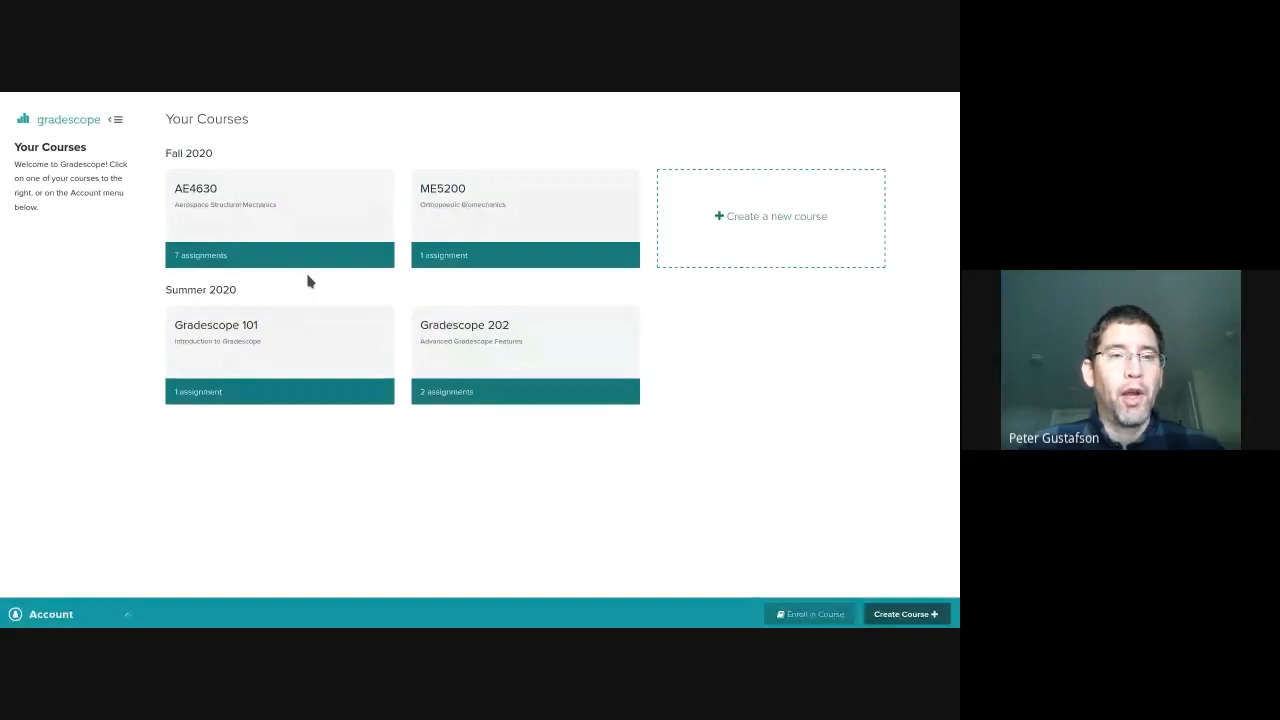 gradescope
Your Courses
Welcome to Gradescope! Click
on one of your courses to the
right, or on the Account menu
below.
Your Courses
Fall 2020
AE4630
Aerospace Structural Mechanics
7 assignments
ME5200
Orthopaedic Biomechanics
1 assignment
Create a new course
Summer 2020
Gradescope 101
Introduction to Gradescope
1 assignment
Gradescope 202
Advanced Gradescope Features
2 assignments
Account
Enroll in Course
Create Course +
Peter Gustafson